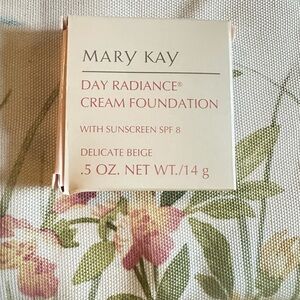 MARY KAY
DAY RADIANCE®
CREAM FOUNDATION
WITH SUNSCREEN SPF 8
DELICATE BEIGE
.5 OZ. NET WT./14 g